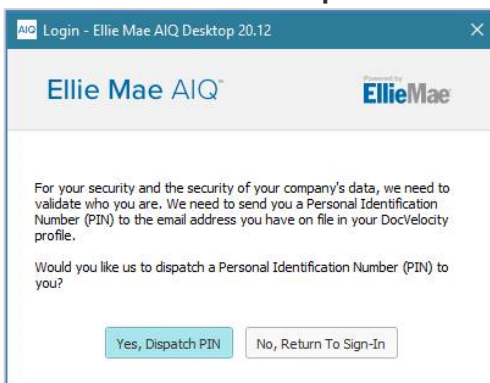 AIQ Login - Ellie Mae AIQ Desktop 20.12
Ellie Mae AIQ™
Powered by
EllieMae
For your security and the security of your company's data, we need to
validate who you are. We need to send you a Personal Identification
Number (PIN) to the email address you have on file in your DocVelocity
profile.
Would you like us to dispatch a Personal Identification Number (PIN) to
you?
Yes, Dispatch PIN No, Return To Sign-In